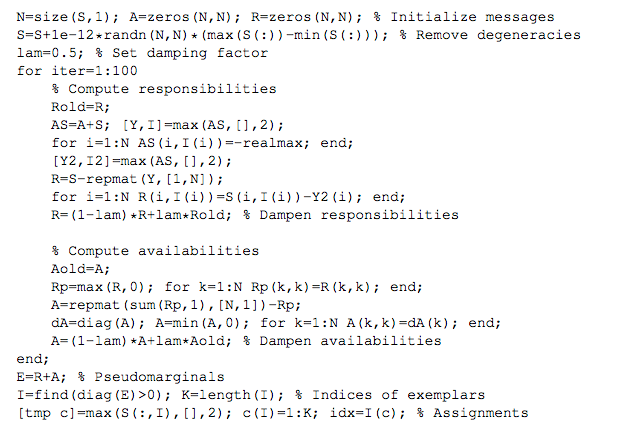 N=size(S,1); A=zeros(N,N); R=zeros(N,N); % Initialize messages
S=S+1e-12*randn(N,N)*(max(S(:))-min(S(:))); % Remove degeneracies
lam=0.5; % Set damping factor
for iter=1:100
    % Compute responsibilities
    Rold=R;
    AS=A+S; [Y,I]=max(AS,[],2);
    for i=1:N AS(i,I(i))=-realmax; end;
    [Y2,I2]=max(AS,[],2);
    R=S-repmat(Y,[1,N]);
    for i=1:N R(i,I(i))=S(i,I(i))-Y2(i); end;
    R=(1-lam)*R+lam*Rold; % Dampen responsibilities

    % Compute availabilities
    Aold=A;
    Rp=max(R,0); for k=1:N Rp(k,k)=R(k,k); end;
    A=repmat(sum(Rp,1),[N,1])-Rp;
    dA=diag(A); A=min(A,0); for k=1:N A(k,k)=dA(k); end;
    A=(1-lam)*A+lam*Aold; % Dampen availabilities
end;
E=R+A; % Pseudomarginals
I=find(diag(E)>0); K=length(I); % Indices of exemplars
[tmp c]=max(S(:,I),[],2); c(I)=1:K; idx=I(c); % Assignments